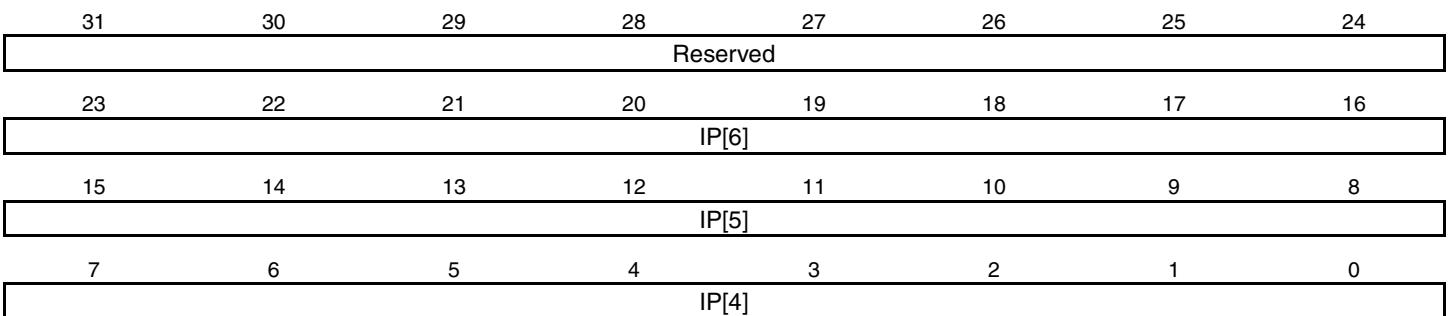 31 30 29 28 27 26 25 24
Reserved
23 22 21 20 19 18 17 16
IP[6]
15 14 13 12 11 10 9 8
IP[5]
7 6 5 4 3 2 1 0
IP[4]